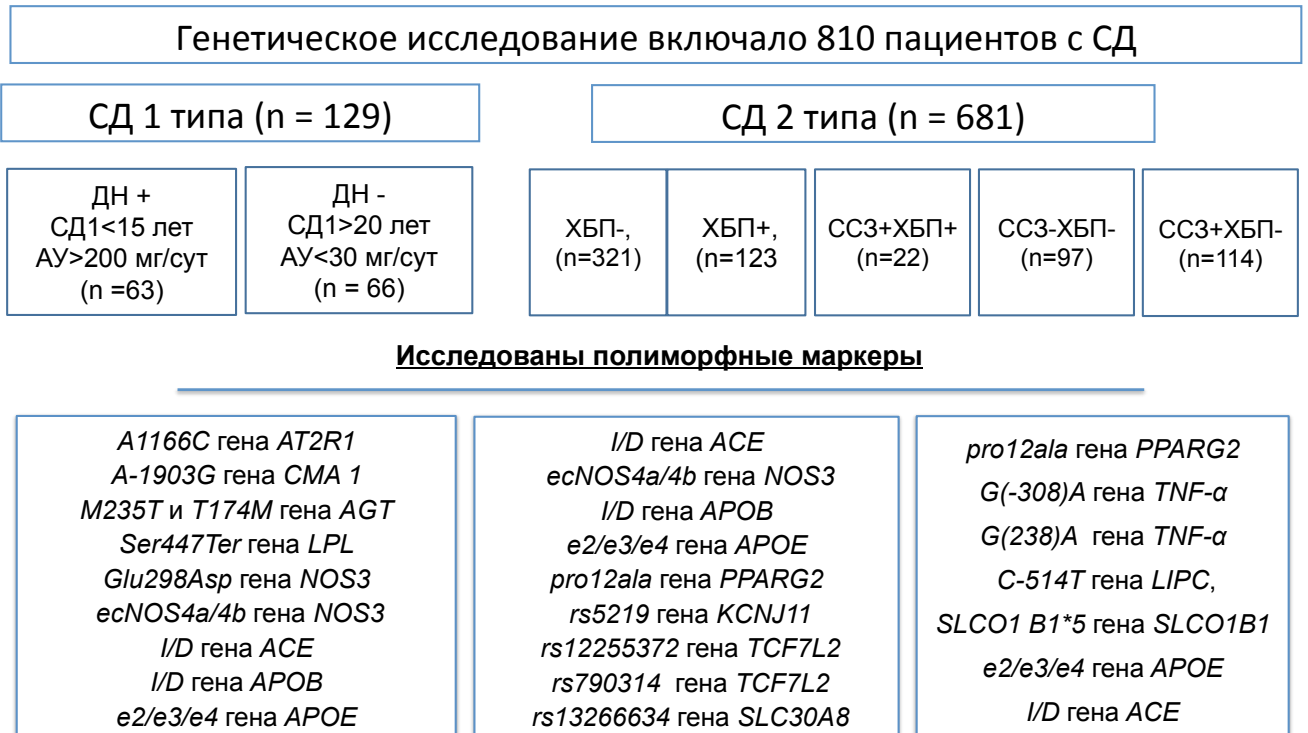 Генетическое исследование включало 810 пациентов с СД
СД 1 типа (n = 129)
СД 2 типа (n = 681)
ДН +
СД1<15 лет
АУ>200 мг/сут
(n =63)
ДН -
СД1>20 лет
АУ<30 мг/сут
(n = 66)
ХБП-,
(n=321)
ХБП+,
(n=123
ССЗ+ХБП+
(n=22)
ССЗ-ХБП-
(n=97)
ССЗ+ХБП-
(n=114)
Исследованы полиморфные маркеры
A1166C гена AT2R1
A-1903G гена CMA 1
M235T и T174M гена AGT
Ser447Ter гена LPL
Glu298Asp гена NOS3
ecNOS4a/4b гена NOS3
I/D гена ACE
I/D гена APOB
e2/e3/e4 гена APOE
I/D гена ACE
ecNOS4a/4b гена NOS3
I/D гена APOB
e2/e3/e4 гена APOE
pro12ala гена PPARG2
rs5219 гена KCNJ11
rs12255372 гена TCF7L2
rs790314 гена TCF7L2
rs13266634 гена SLC30A8
pro12ala гена PPARG2
G(-308)A гена TNF-α
G(238)A гена TNF-α
C-514T гена LIPC,
SLCO1 B1*5 гена SLCO1B1
e2/e3/e4 гена APOE
I/D гена ACE